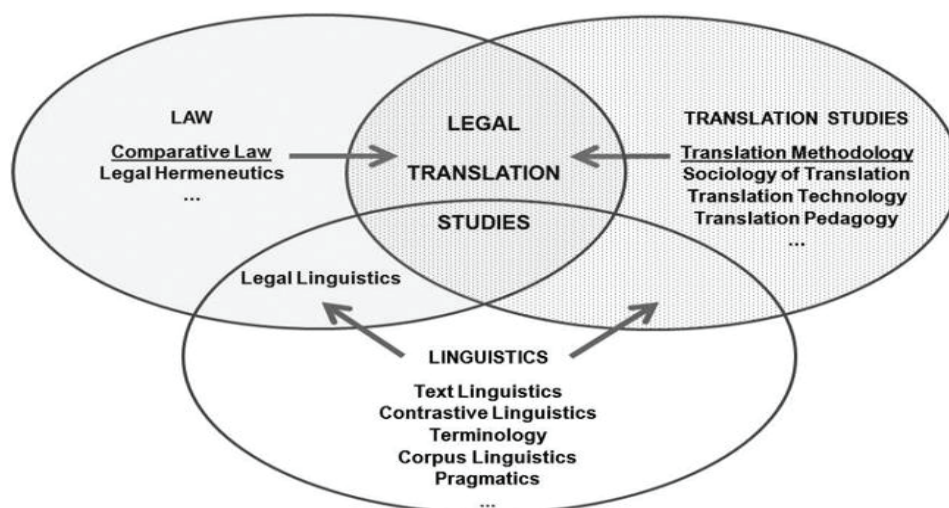 LAW
Comparative Law
Legal Hermeneutics
...
LEGAL
TRANSLATION
STUDIES
TRANSLATION STUDIES
Translation Methodology
Sociology of Translation
Translation Technology
Translation Pedagogy
...
Legal Linguistics
LINGUISTICS
Text Linguistics
Contrastive Linguistics
Terminology
Corpus Linguistics
Pragmatics
...